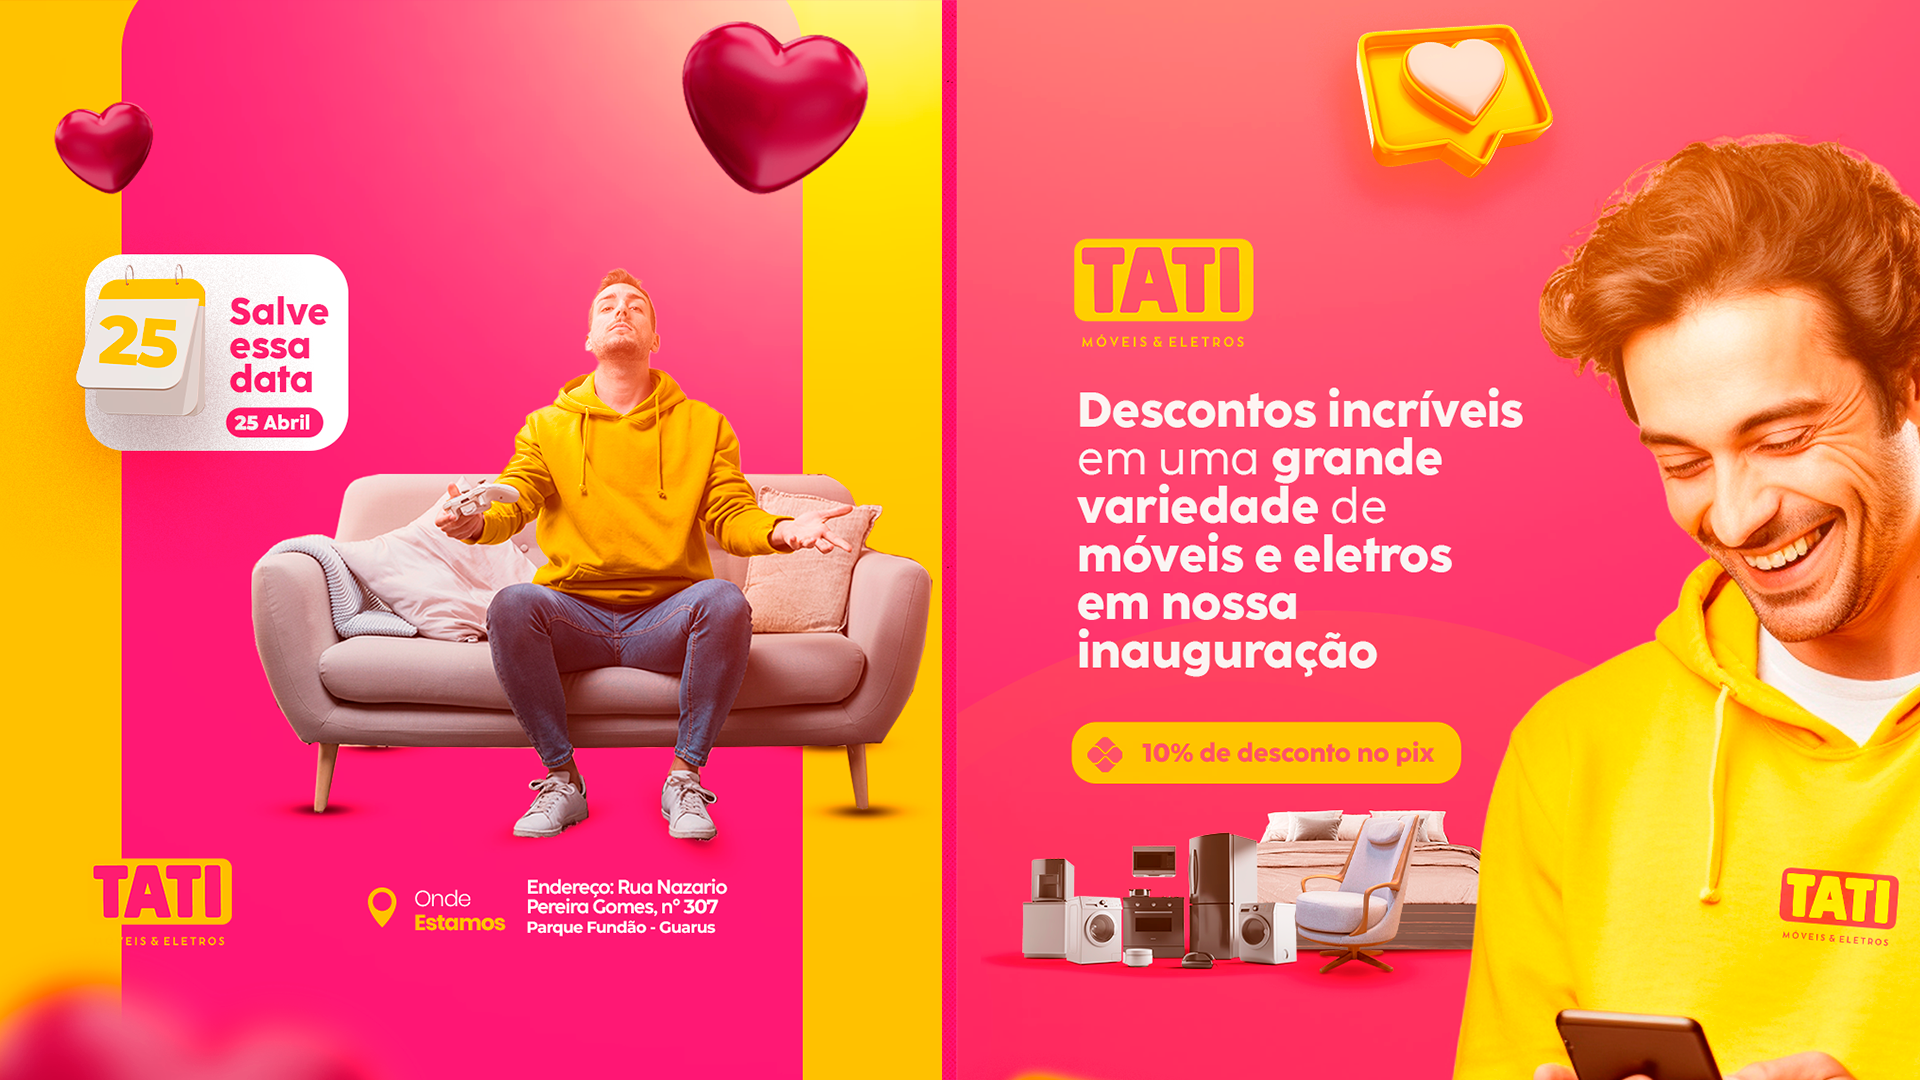 25
Salve
essa
data
25 Abril
TATI
EIS & ELETROS
Onde
Estamos
Endereço: Rua Nazario
Pereira Gomes, nº 307
Parque Fundão - Guarus
TATI
MÓVEIS & ELETROS
Descontos incríveis
em uma grande
variedade de
móveis e eletros
em nossa
inauguração
10% de desconto no pix
TATI
MÓVEIS & ELETROS